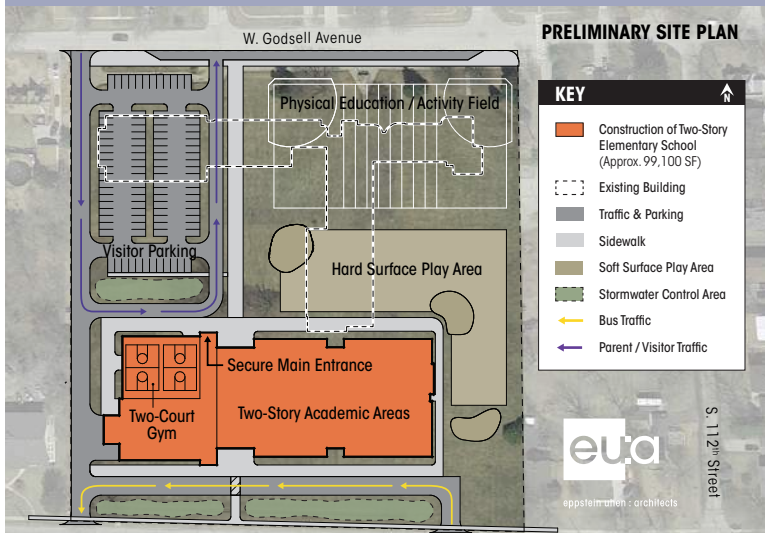 W. Godsell Avenue
PRELIMINARY SITE PLAN
Physical Education / Activity Field
KEY
N
Construction of Two-Story
Elementary School
(Approx. 99,100 SF)
Existing Building
Traffic & Parking
Sidewalk
Soft Surface Play Area
Stormwater Control Area
Bus Traffic
Parent / Visitor Traffic
Visitor Parking
Hard Surface Play Area
Secure Main Entrance
Two-Court
Gym
Two-Story Academic Areas
S. 112th Street
eu:a
eppstein uhen : architects